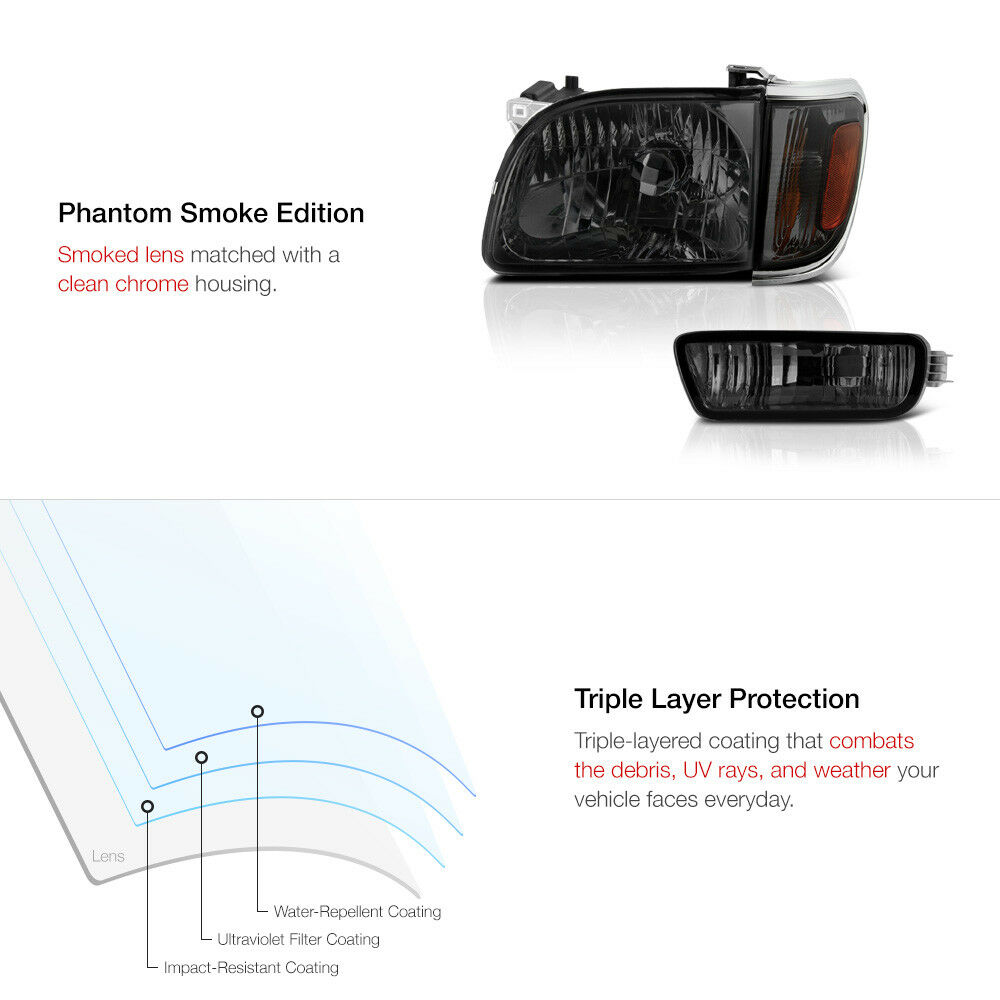 Phantom Smoke Edition
Smoked lens matched with a
clean chrome housing.
Triple Layer Protection
Triple-layered coating that combats
the debris, UV rays, and weather your
vehicle faces everyday.
Lens
Water-Repellent Coating
Ultraviolet Filter Coating
Impact-Resistant Coating